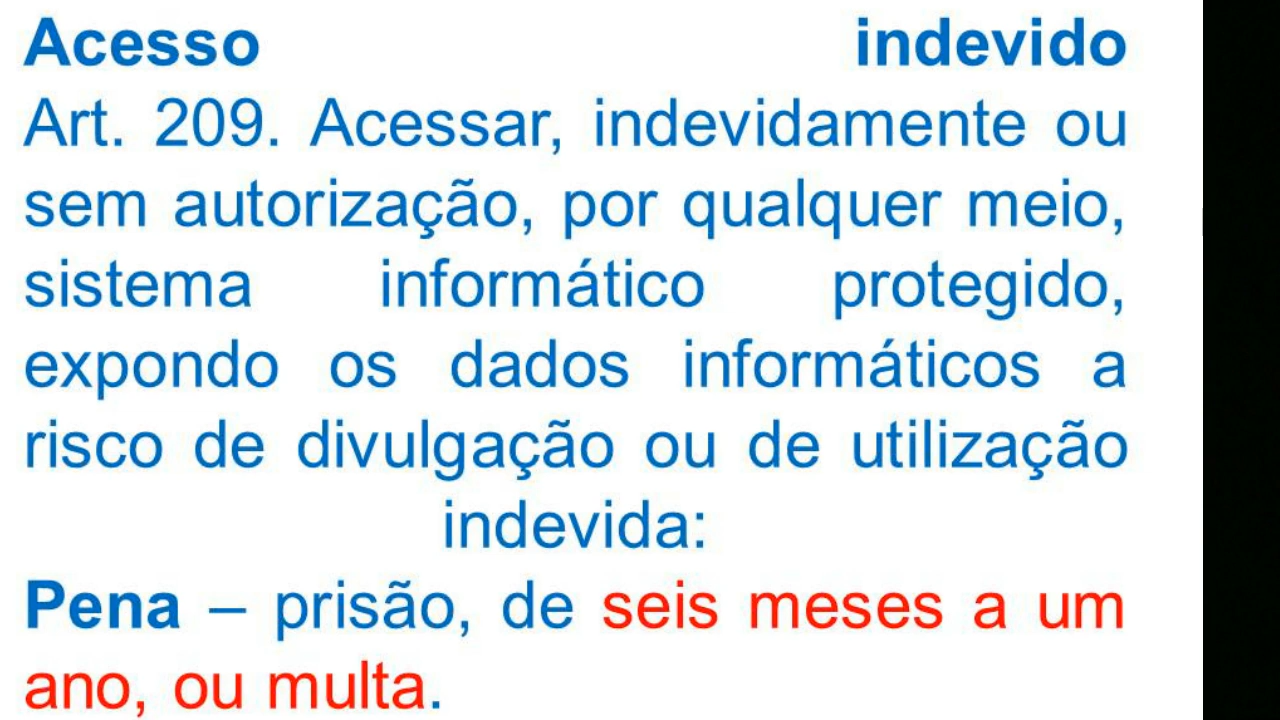 Acesso indevido
Art. 209. Acessar, indevidamente ou
sem autorização, por qualquer meio,
sistema informático protegido,
expondo os dados informáticos a
risco de divulgação ou de utilização
indevida:
Pena – prisão, de seis meses a um
ano, ou multa.